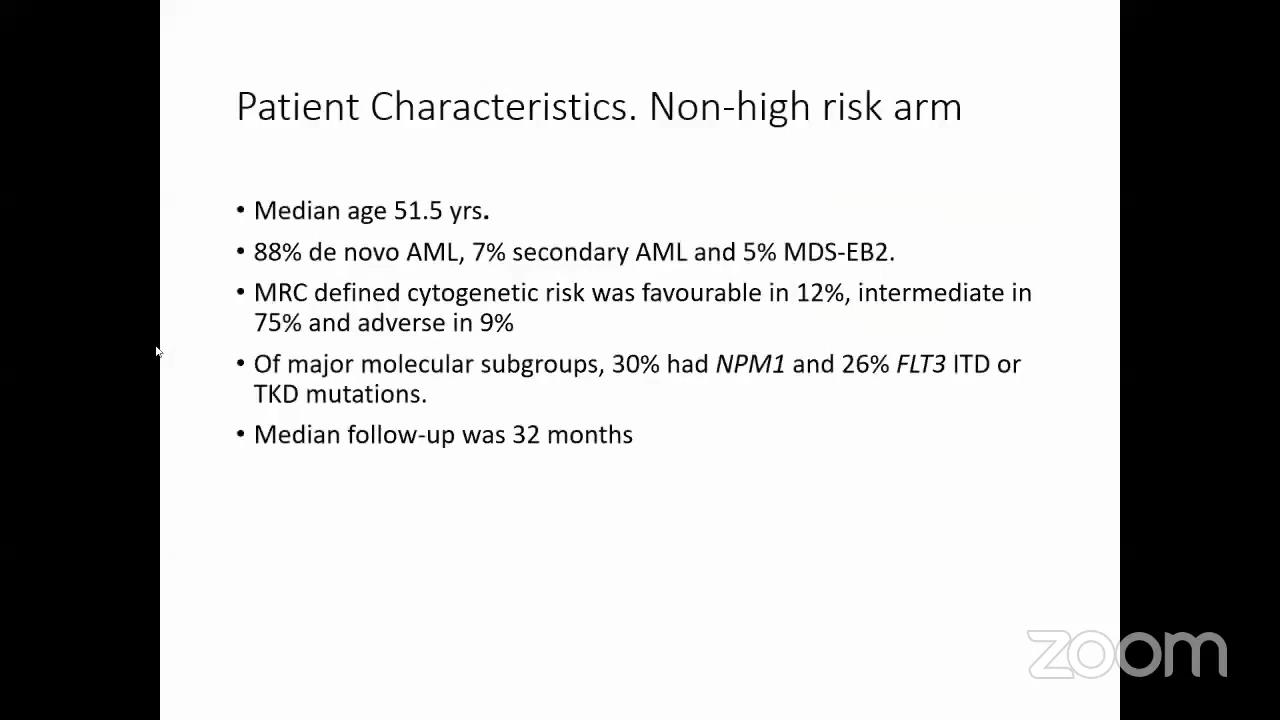 Patient Characteristics. Non-high risk arm
• Median age 51.5 yrs.
• 88% de novo AML, 7% secondary AML and 5% MDS-EB2.
• MRC defined cytogenetic risk was favourable in 12%, intermediate in
75% and adverse in 9%
• Of major molecular subgroups, 30% had NPM1 and 26% FLT3 ITD or
TKD mutations.
• Median follow-up was 32 months
zoom